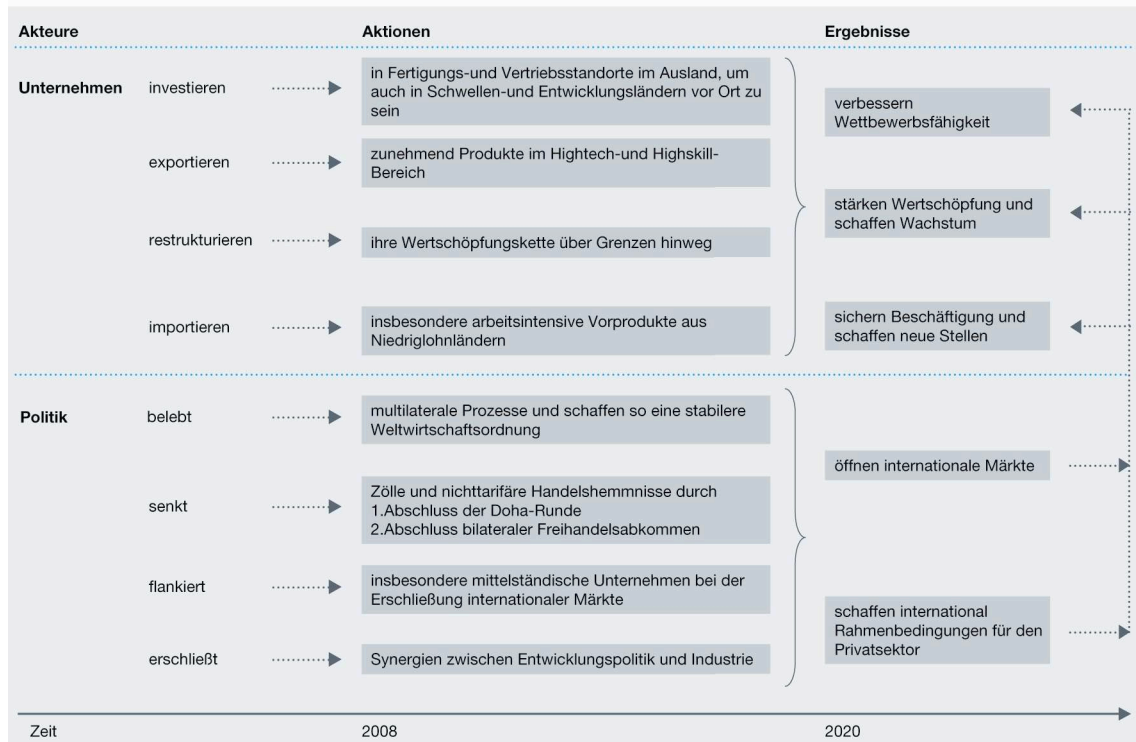 Akteure
Aktionen
Ergebnisse
Unternehmen
investieren
in Fertigungs-und Vertriebsstandorte im Ausland, um
auch in Schwellen-und Entwicklungsländern vor Ort zu
sein
exportieren
zunehmend Produkte im Hightech-und Highskill-
Bereich
restrukturieren
ihre Wertschöpfungskette über Grenzen hinweg
importieren
insbesondere arbeitsintensive Vorprodukte aus
Niedriglohnländern
verbessern
Wettbewerbsfähigkeit
stärken Wertschöpfung und
schaffen Wachstum
sichern Beschäftigung und
schaffen neue Stellen
Politik
belebt
multilaterale Prozesse und schaffen so eine stabilere
Weltwirtschaftsordnung
senkt
Zölle und nichttarifäre Handelshemmnisse durch
1.Abschluss der Doha-Runde
2.Abschluss bilateraler Freihandelsabkommen
flankiert
insbesondere mittelständische Unternehmen bei der
Erschließung internationaler Märkte
erschließt
Synergien zwischen Entwicklungspolitik und Industrie
öffnen internationale Märkte
schaffen international
Rahmenbedingungen für den
Privatsektor
Zeit
2008
2020